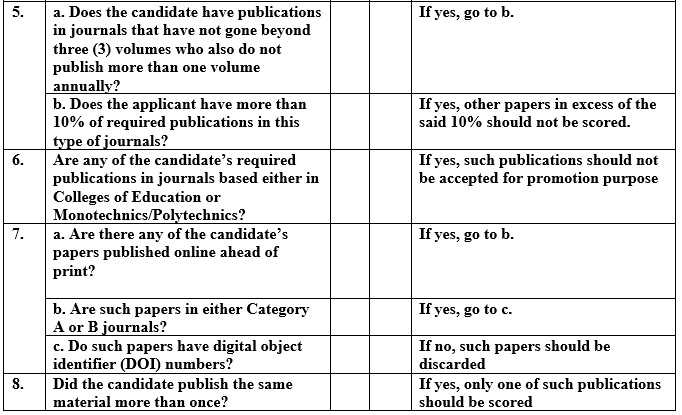 5. a. Does the candidate have publications If yes, go to b.
in journals that have not gone beyond
three (3) volumes who also do not
publish more than one volume
annually?
b. Does the applicant have more than If yes, other papers in excess of the
10% of required publications in this said 10% should not be scored.
type of journals?
6. Are any of the candidate’s required If yes, such publications should not
publications in journals based either in be accepted for promotion purpose
Colleges of Education or
Monotechnics/Polytechnics?
7. a. Are there any of the candidate’s If yes, go to b.
papers published online ahead of
print?
b. Are such papers in either Category If yes, go to c.
A or B journals?
c. Do such papers have digital object If no, such papers should be
identifier (DOI) numbers? discarded
8. Did the candidate publish the same If yes, only one of such publications
material more than once? should be scored